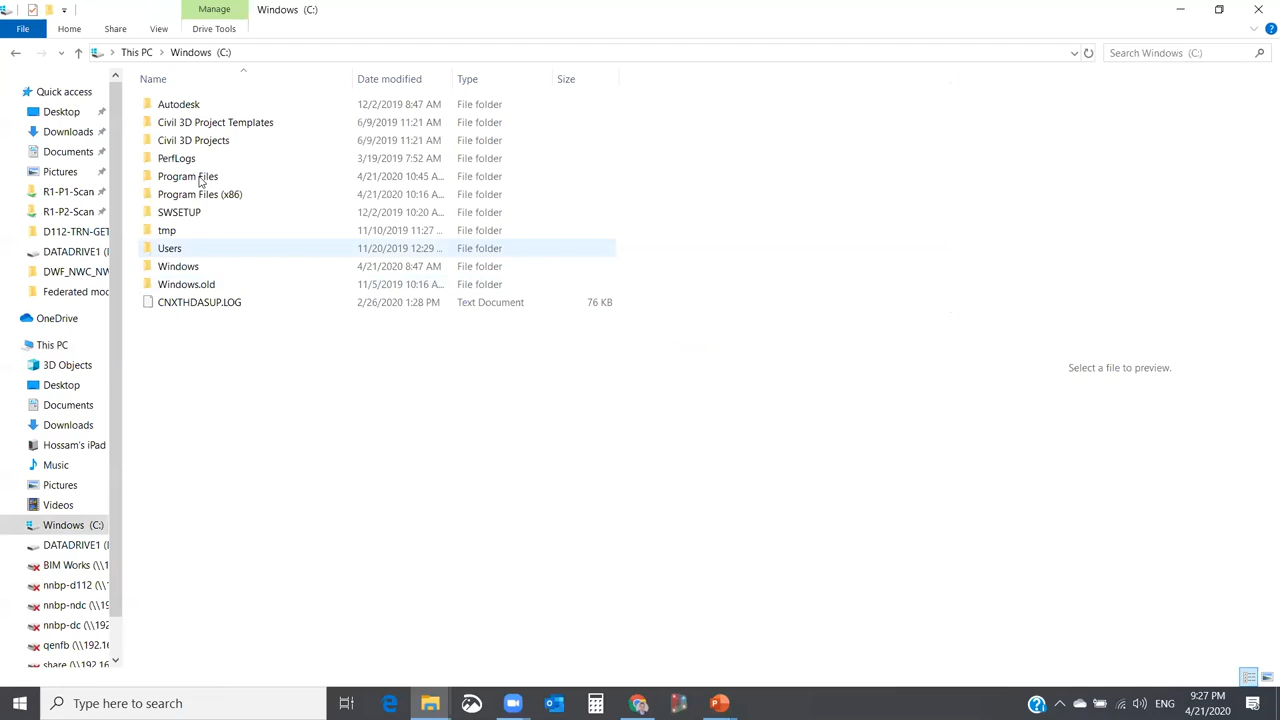 Manage
Windows (C:)
File
Home
Share
View
Drive Tools
This PC
Windows (C:)
Search Windows (C:)
Name
Date modified
Type
Size
Quick access
Desktop
Downloads
Documents
Pictures
R1-P1-Scan
R1-P2-Scan
D112-TRN-GET
DATADRIVE1 (
DWF_NWC_NW
Federated mod
OneDrive
This PC
3D Objects
Desktop
Documents
Downloads
Hossam's iPad
Music
Pictures
Videos
Windows (C:)
DATADRIVE1 (
BIM Works (\\1
nnbp-d112 (\\1
nnbp-ndc (\\19
nnbp-dc (\\192
qenfb (\\192.16
share (\\192.16
Autodesk 12/2/2019 8:47 AM File folder
Civil 3D Project Templates 6/9/2019 11:21 AM File folder
Civil 3D Projects 6/9/2019 11:21 AM File folder
PerfLogs 3/19/2019 7:52 AM File folder
Program Files 4/21/2020 10:45 A... File folder
Program Files (x86) 4/21/2020 10:16 A... File folder
SWSETUP 12/2/2019 10:20 A... File folder
tmp 11/10/2019 11:27 ... File folder
Users 11/20/2019 12:29 ... File folder
Windows 4/21/2020 8:47 AM File folder
Windows.old 11/5/2019 10:16 A... File folder
CNXTHDASUP.LOG 2/26/2020 1:28 PM Text Document 76 KB
Select a file to preview.
Type here to search
ENG
9:27 PM
4/21/2020